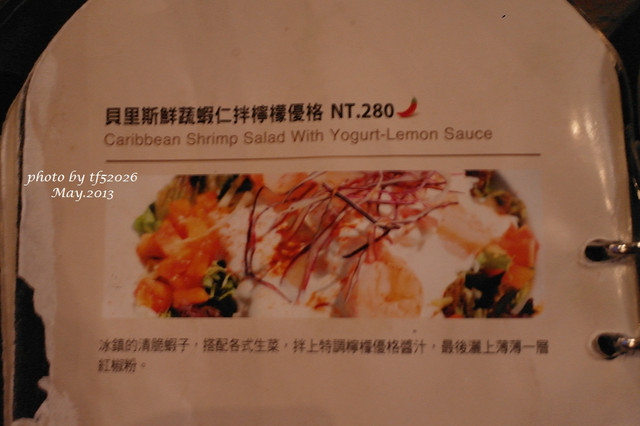 貝里斯鮮蔬蝦仁拌檸檬優格 NT.280
Caribbean Shrimp Salad With Yogurt-Lemon Sauce
photo by tf52026
May.2013
冰鎮的清脆蝦子，搭配各式生菜，拌上特調檸檬優格醬汁，最後灑上薄薄一層
紅椒粉。